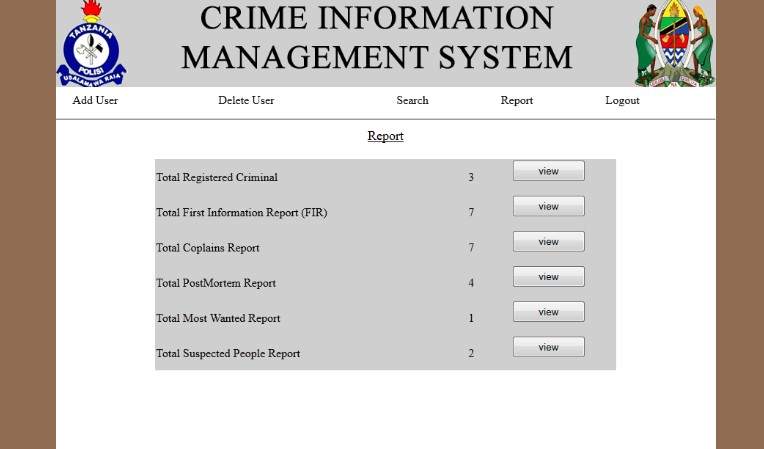 CRIME INFORMATION
MANAGEMENT SYSTEM
TANZANIA
POLISI
USALAMA WA RAIA
Add User Delete User Search Report Logout
Report
Total Registered Criminal 3 view
Total First Information Report (FIR) 7 view
Total Coplains Report 7 view
Total PostMortem Report 4 view
Total Most Wanted Report 1 view
Total Suspected People Report 2 view